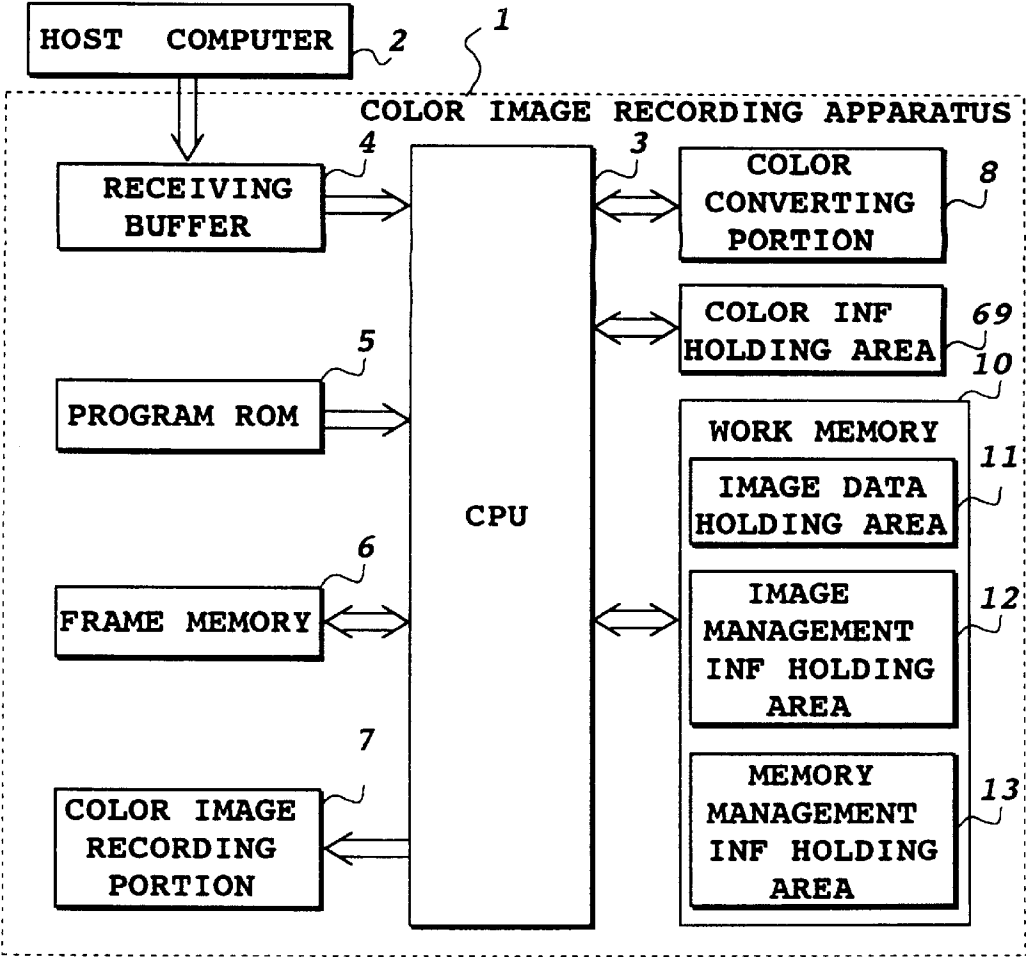 1
HOST COMPUTER
2
COLOR IMAGE RECORDING APPARATUS
4
RECEIVING
BUFFER
3
COLOR
CONVERTING
PORTION
8
COLOR INF
HOLDING AREA
69
5
PROGRAM ROM
10
WORK MEMORY
IMAGE DATA
HOLDING AREA
11
CPU
6
FRAME MEMORY
IMAGE
MANAGEMENT
INF HOLDING
AREA
12
7
COLOR IMAGE
RECORDING
PORTION
MEMORY
MANAGEMENT
INF HOLDING
AREA
13